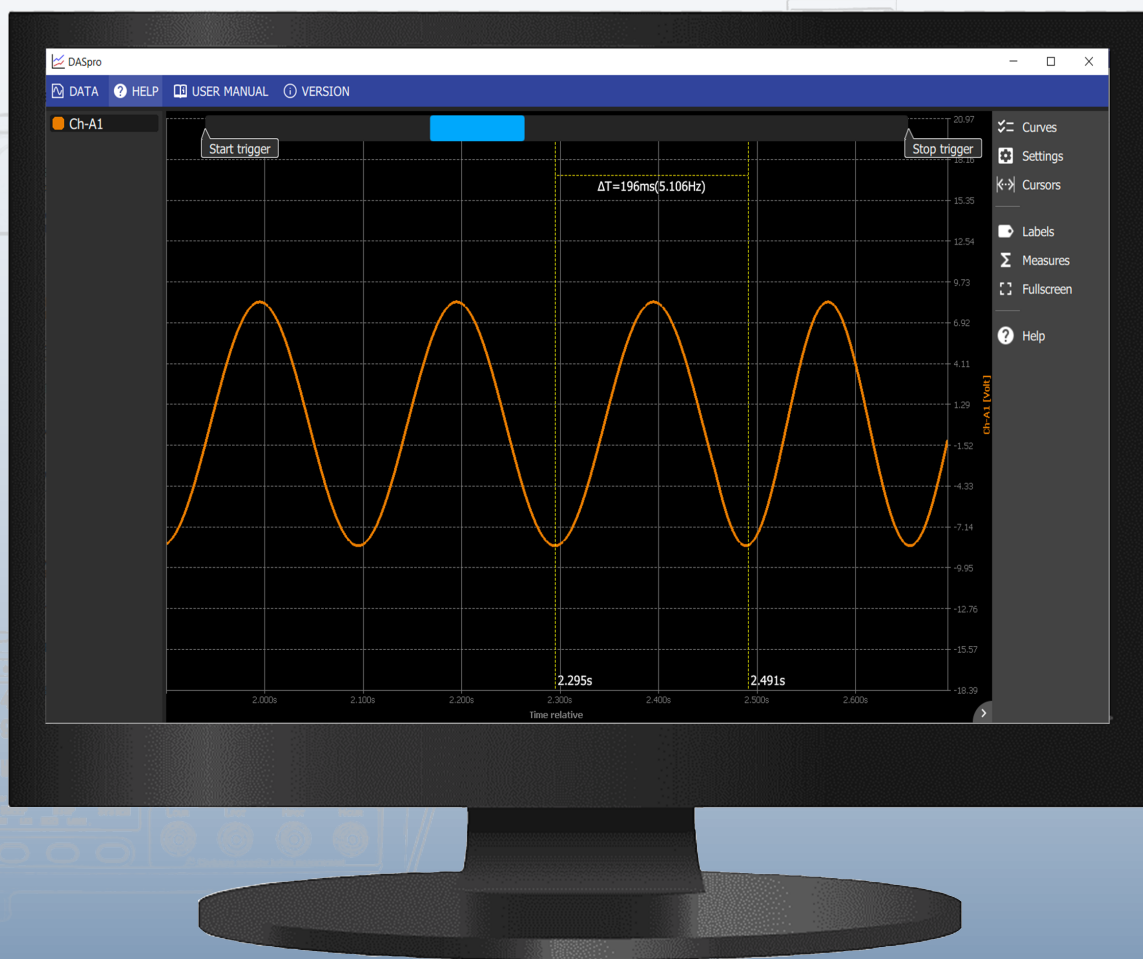 DASpro
DATA
HELP
USER MANUAL
VERSION
Ch-A1
Start trigger
Stop trigger
ΔT=196ms(5.106Hz)
20.97
18.16
15.35
12.54
9.73
6.92
4.11
1.29
-1.52
-4.33
-7.14
-9.95
-12.76
-15.57
-18.39
Ch-A1 [Volt]
2.295s
2.491s
2.000s
2.100s
2.200s
2.300s
2.400s
2.500s
2.600s
Time relative
Curves
Settings
Cursors
Labels
Measures
Fullscreen
Help